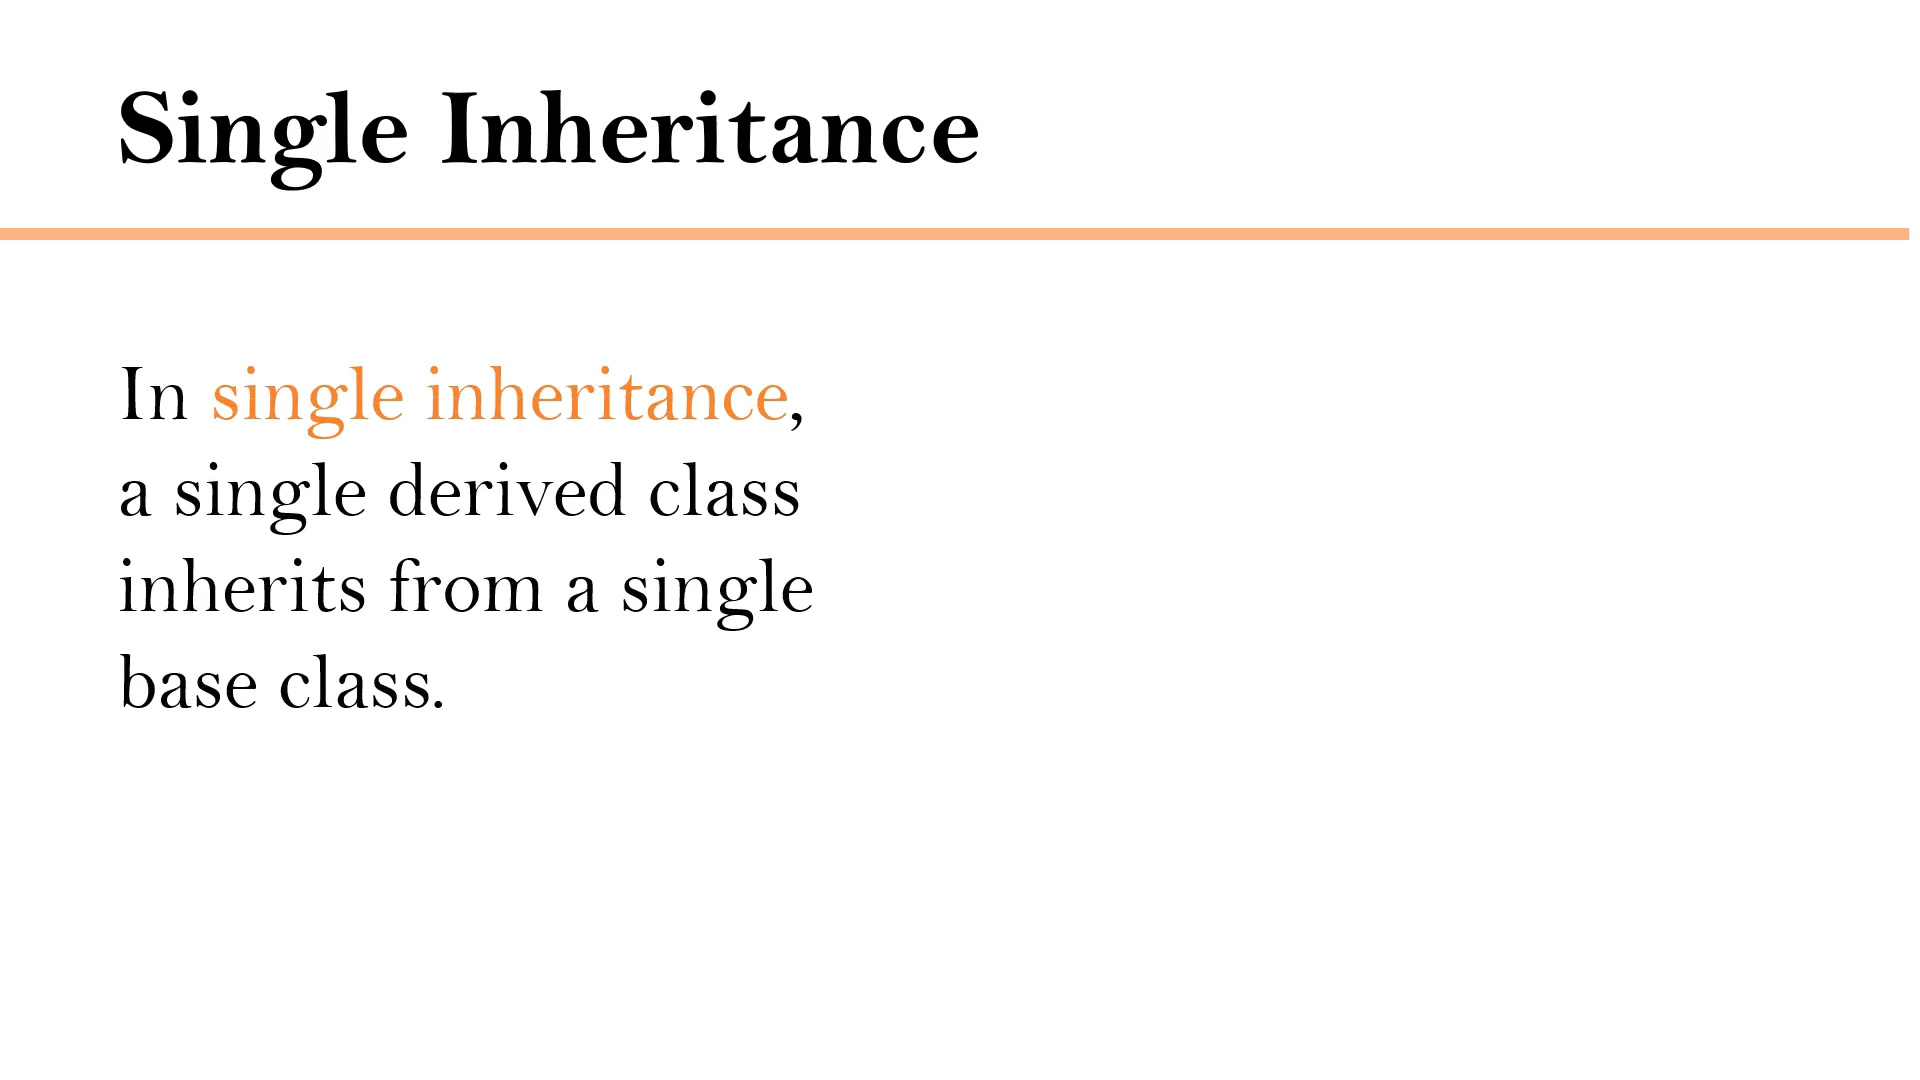 Single Inheritance
In single inheritance,
a single derived class
inherits from a single
base class.